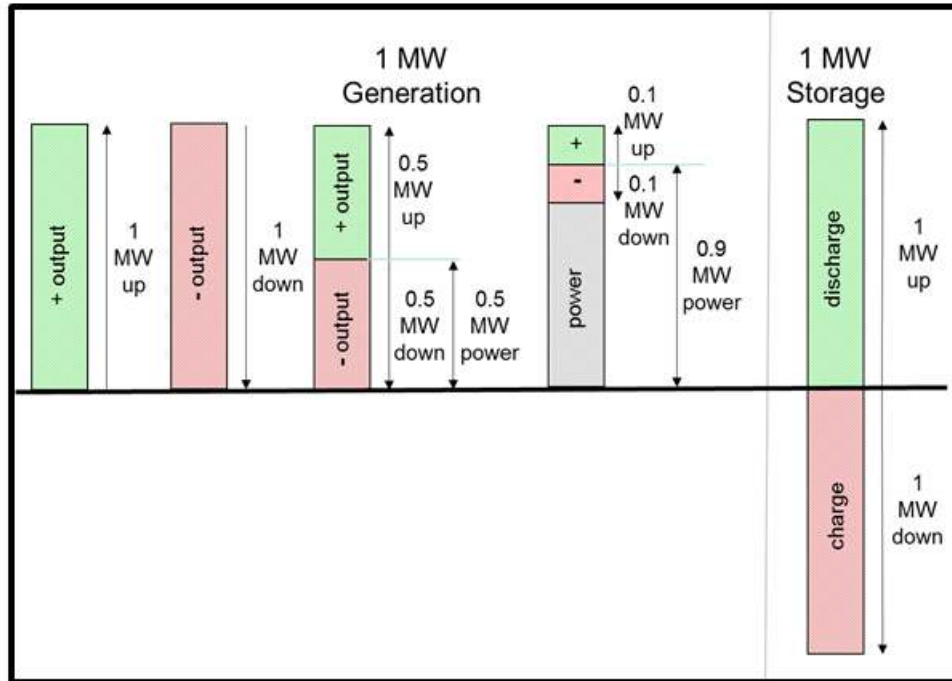 1 MW
Generation
1 MW
Storage
+ output
1
MW
up
- output
1
MW
down
+ output
- output
0.5
MW
up
0.5
MW
down
0.5
MW
power
+
-
power
0.1
MW
up
0.1
MW
down
0.9
MW
power
discharge
charge
1
MW
up
1
MW
down